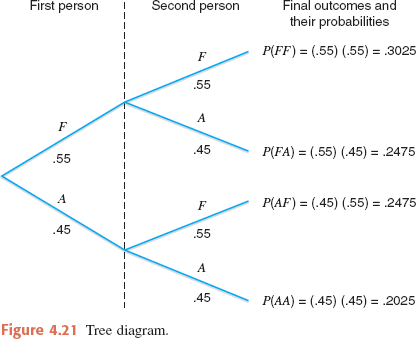 First person Second person Final outcomes and
their probabilities
F P(FF) = (.55) (.55) = .3025
.55
A
F .45 P(FA) = (.55) (.45) = .2475
.55
A F P(AF) = (.45) (.55) = .2475
.45 .55
A
.45 P(AA) = (.45) (.45) = .2025
Figure 4.21 Tree diagram.